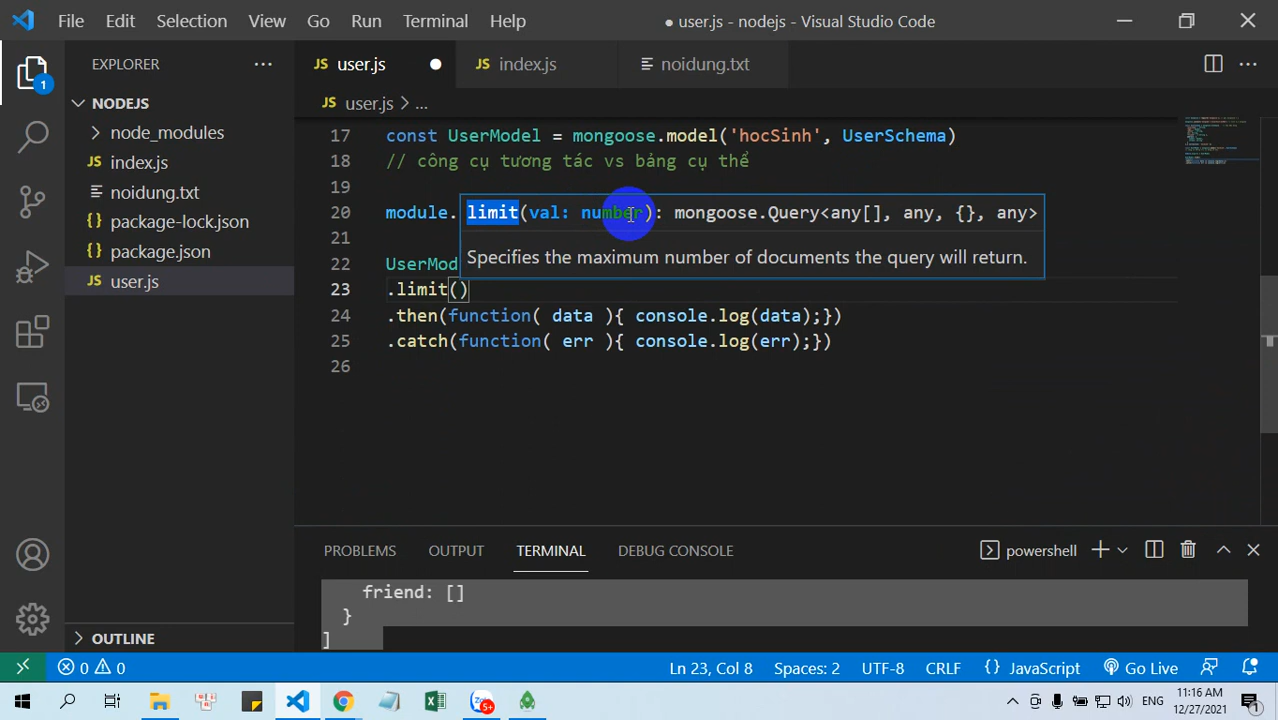 File Edit Selection View Go Run Terminal Help
● user.js - nodejs - Visual Studio Code
EXPLORER ...
1
NODEJS
node_modules
JS index.js
noidung.txt
{} package-lock.json
{} package.json
JS user.js
OUTLINE
JS user.js ● JS index.js noidung.txt ...
JS user.js > ...
17 const UserModel = mongoose.model('hocSinh', UserSchema)
18 // công cụ tương tác vs bảng cụ thể
19
20 module.
limit(val: number): mongoose.Query<any[], any, {}, any>
21
Specifies the maximum number of documents the query will return.
22 UserMod
23 .limit()
24 .then(function( data ){ console.log(data);})
25 .catch(function( err ){ console.log(err);})
26
PROBLEMS OUTPUT TERMINAL DEBUG CONSOLE powershell
friend: []
}
]
0 0 Ln 23, Col 8 Spaces: 2 UTF-8 CRLF {} JavaScript Go Live
5+ ENG 11:16 AM
12/27/2021 1